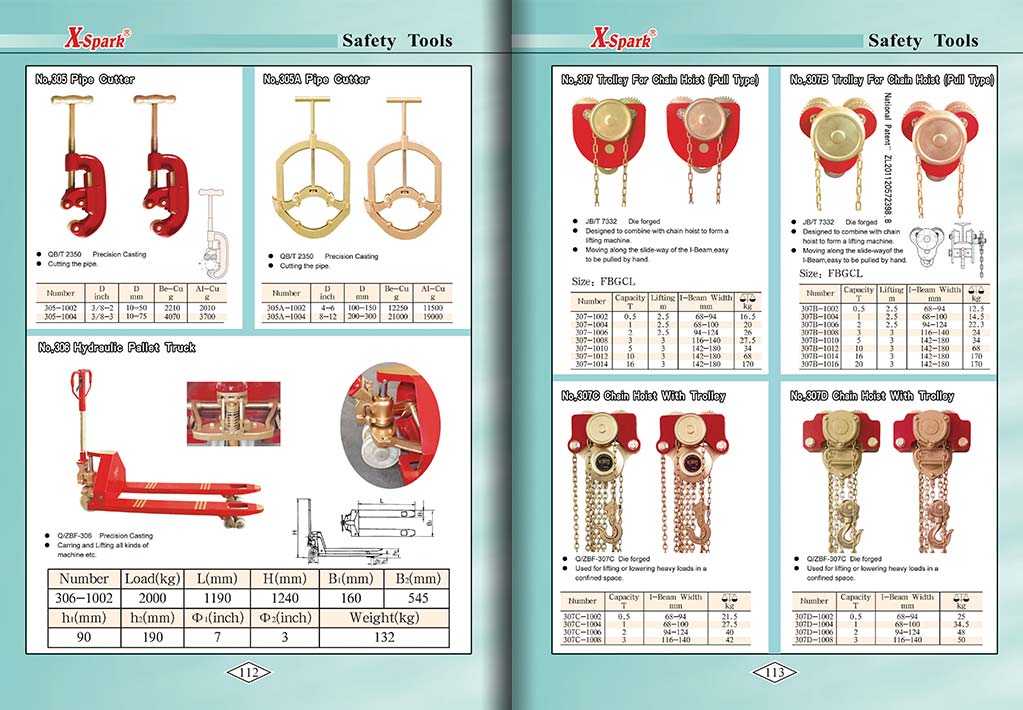 X-Spark®
Safety Tools
No,305 Pipe Cutter
QB/T 2350 Precision Casting
Cutting the pipe.
Number D inch D mm Be-Cu g Al-Cu g
305-1002 3/8-2 10-50 2210 2010
305-1004 3/8-3 10-75 4070 3700
No,305A Pipe Cutter
QB/T 2350 Precision Casting
Cutting the pipe.
Number D inch D mm Be-Cu g Al-Cu g
305A-1002 4-6 100-150 12250 11500
305A-1004 8-12 200-300 21000 19000
No,306 Hydraulic Pallet Truck
L
H
B₁
B₂
Q/ZBF-306 Precision Casting
Carring and Lifting all kinds of
machine etc.
Number Load(kg) L(mm) H(mm) B₁(mm) B₂(mm)
306-1002 2000 1190 1240 160 545
h₁(mm) h₂(mm) Φ₁(inch) Φ₂(inch) Weight(kg)
90 190 7 3 132
112
X-Spark®
Safety Tools
No,307 Trolley For Chain Hoist (Pull Type)
JB/T 7332 Die forged
Designed to combine with chain hoist to form a
lifting machine.
Moving along the slide-way of the I-Beam,easy
to be pulled by hand.
Size: FBGCL
Number Capacity T Lifting m I-Beam Width mm kg
307-1002 0.5 2.5 68-94 16.5
307-1004 1 2.5 68-100 20
307-1006 2 2.5 94-124 26
307-1008 3 3 116-140 27.5
307-1010 5 3 142-180 34
307-1012 10 3 142-180 68
307-1014 16 3 142-180 170
No,307B Trolley For Chain Hoist (Pull Type)
National Patent: ZL201120572398.8
JB/T 7332 Die forged
Designed to combine with chain
hoist to form a lifting machine.
Moving along the slide-wayof the
I-Beam,easy to be pulled by hand.
Size: FBGCL
Number Capacity T Lifting m I-Beam Width mm kg
307B-1002 0.5 2.5 68-94 12.5
307B-1004 1 2.5 68-100 14.5
307B-1006 2 2.5 94-124 22.3
307B-1008 3 3 116-140 24
307B-1010 5 3 142-180 34
307B-1012 10 3 142-180 68
307B-1014 16 3 142-180 170
307B-1016 20 3 142-180 170
No,307C Chain Hoist With Trolley
Q/ZBF-307C Die forged
Used for lifting or lowering heavy loads in a
confined space.
Number Capacity T I-Beam Width mm kg
307C-1002 0.5 68-94 21.5
307C-1004 1 68-100 27.5
307C-1006 2 94-124 40
307C-1008 3 116-140 42
No,307D Chain Hoist With Trolley
Q/ZBF-307C Die forged
Used for lifting or lowering heavy loads in a
confined space.
Number Capacity T I-Beam Width mm kg
307D-1002 0.5 68-94 25
307D-1004 1 68-100 34.5
307D-1006 2 94-124 48
307D-1008 3 116-140 50
113